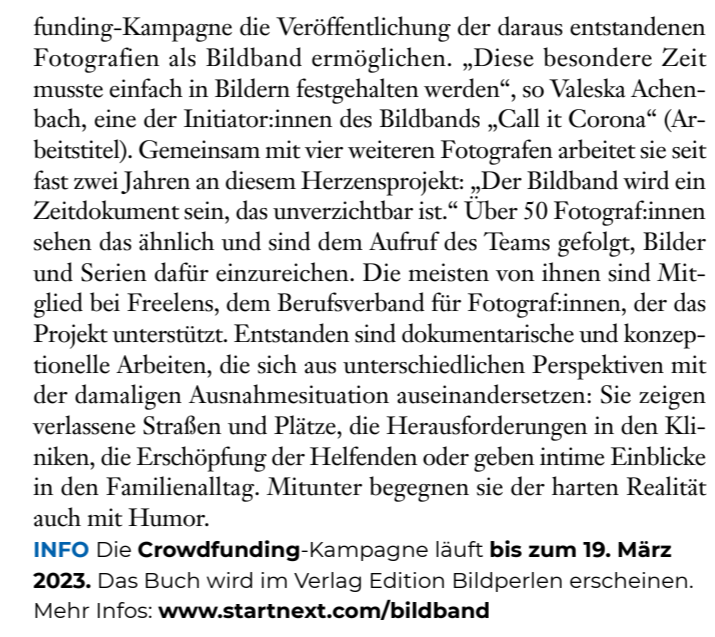 funding-Kampagne die Veröffentlichung der daraus entstandenen
Fotografien als Bildband ermöglichen. „Diese besondere Zeit
musste einfach in Bildern festgehalten werden“, so Valeska Achen-
bach, eine der Initiator:innen des Bildbands „Call it Corona“ (Ar-
beitstitel). Gemeinsam mit vier weiteren Fotografen arbeitet sie seit
fast zwei Jahren an diesem Herzensprojekt: „Der Bildband wird ein
Zeitdokument sein, das unverzichtbar ist.“ Über 50 Fotograf:innen
sehen das ähnlich und sind dem Aufruf des Teams gefolgt, Bilder
und Serien dafür einzureichen. Die meisten von ihnen sind Mit-
glied bei Freelens, dem Berufsverband für Fotograf:innen, der das
Projekt unterstützt. Entstanden sind dokumentarische und konzep-
tionelle Arbeiten, die sich aus unterschiedlichen Perspektiven mit
der damaligen Ausnahmesituation auseinandersetzen: Sie zeigen
verlassene Straßen und Plätze, die Herausforderungen in den Kli-
niken, die Erschöpfung der Helfenden oder geben intime Einblicke
in den Familienalltag. Mitunter begegnen sie der harten Realität
auch mit Humor.
INFO Die Crowdfunding-Kampagne läuft bis zum 19. März
2023. Das Buch wird im Verlag Edition Bildperlen erscheinen.
Mehr Infos: www.startnext.com/bildband